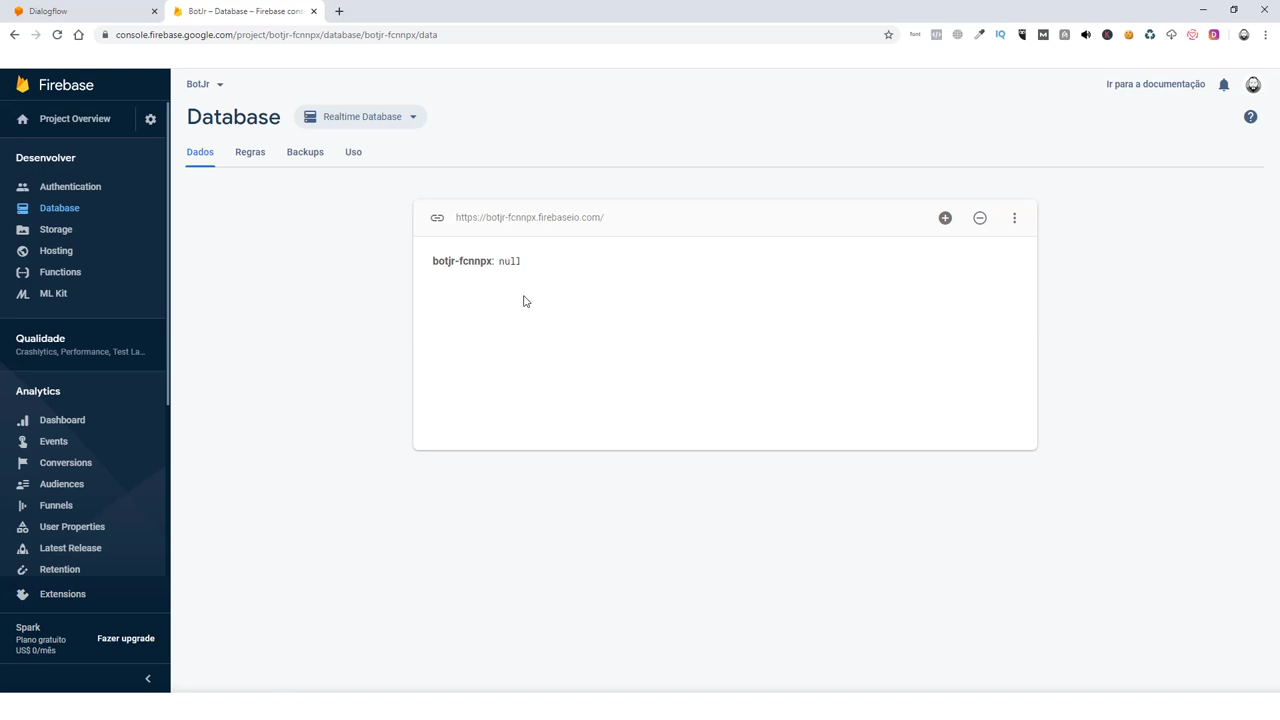 Dialogflow
BotJr – Database – Firebase cons
console.firebase.google.com/project/botjr-fcnnpx/database/botjr-fcnnpx/data
Firebase
BotJr
Ir para a documentação
Project Overview
Database
Realtime Database
Dados
Regras
Backups
Uso
Desenvolver
Authentication
Database
Storage
Hosting
Functions
ML Kit
https://botjr-fcnnpx.firebaseio.com/
botjr-fcnnpx: null
Qualidade
Crashlytics, Performance, Test La...
Analytics
Dashboard
Events
Conversions
Audiences
Funnels
User Properties
Latest Release
Retention
Extensions
Spark
Plano gratuito
US$ 0/mês
Fazer upgrade